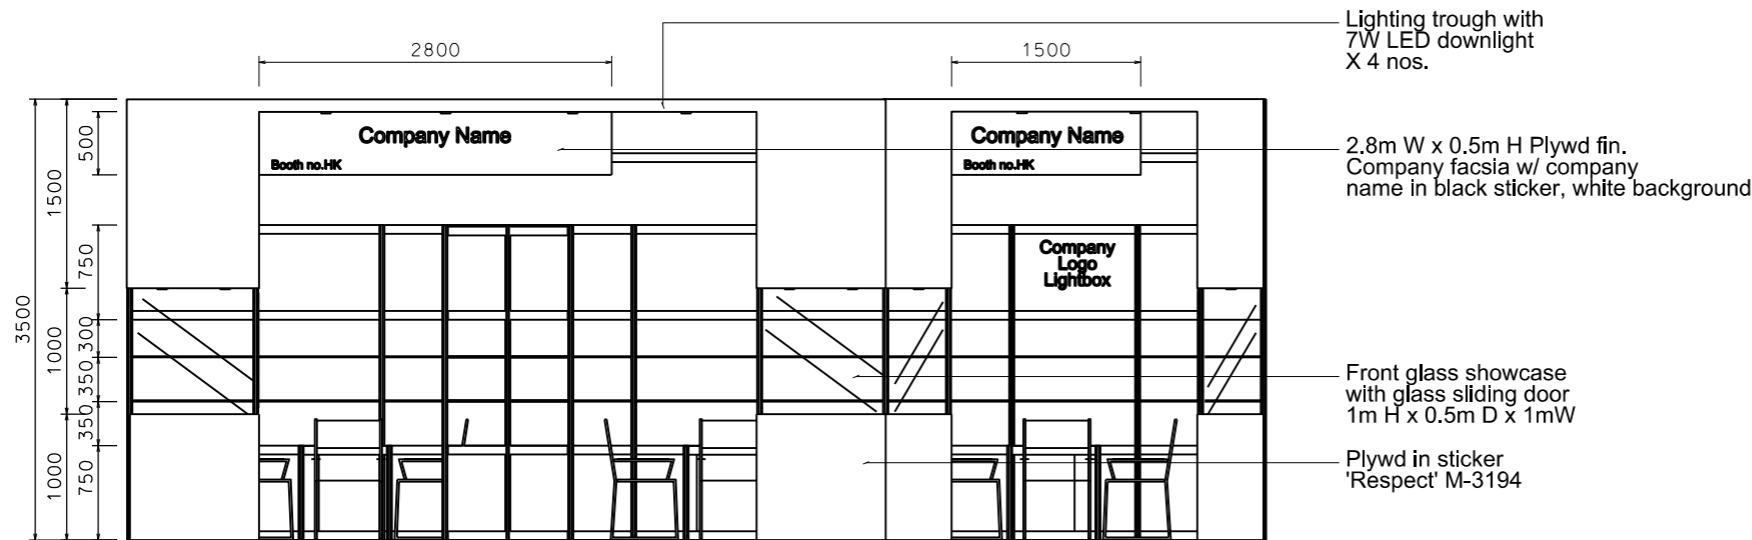 Lighting trough with
7W LED downlight
X 4 nos.
2800
1500
3500
1500
500
Company Name
Booth no.HK
Company Name
Booth no.HK
2.8m W x 0.5m H Plywd fin.
Company facsia w/ company
name in black sticker, white background
750
Company
Logo
Lightbox
1000
300
350
350
Front glass showcase
with glass sliding door
1m H x 0.5m D x 1mW
1000
750
Plywd in sticker
'Respect' M-3194